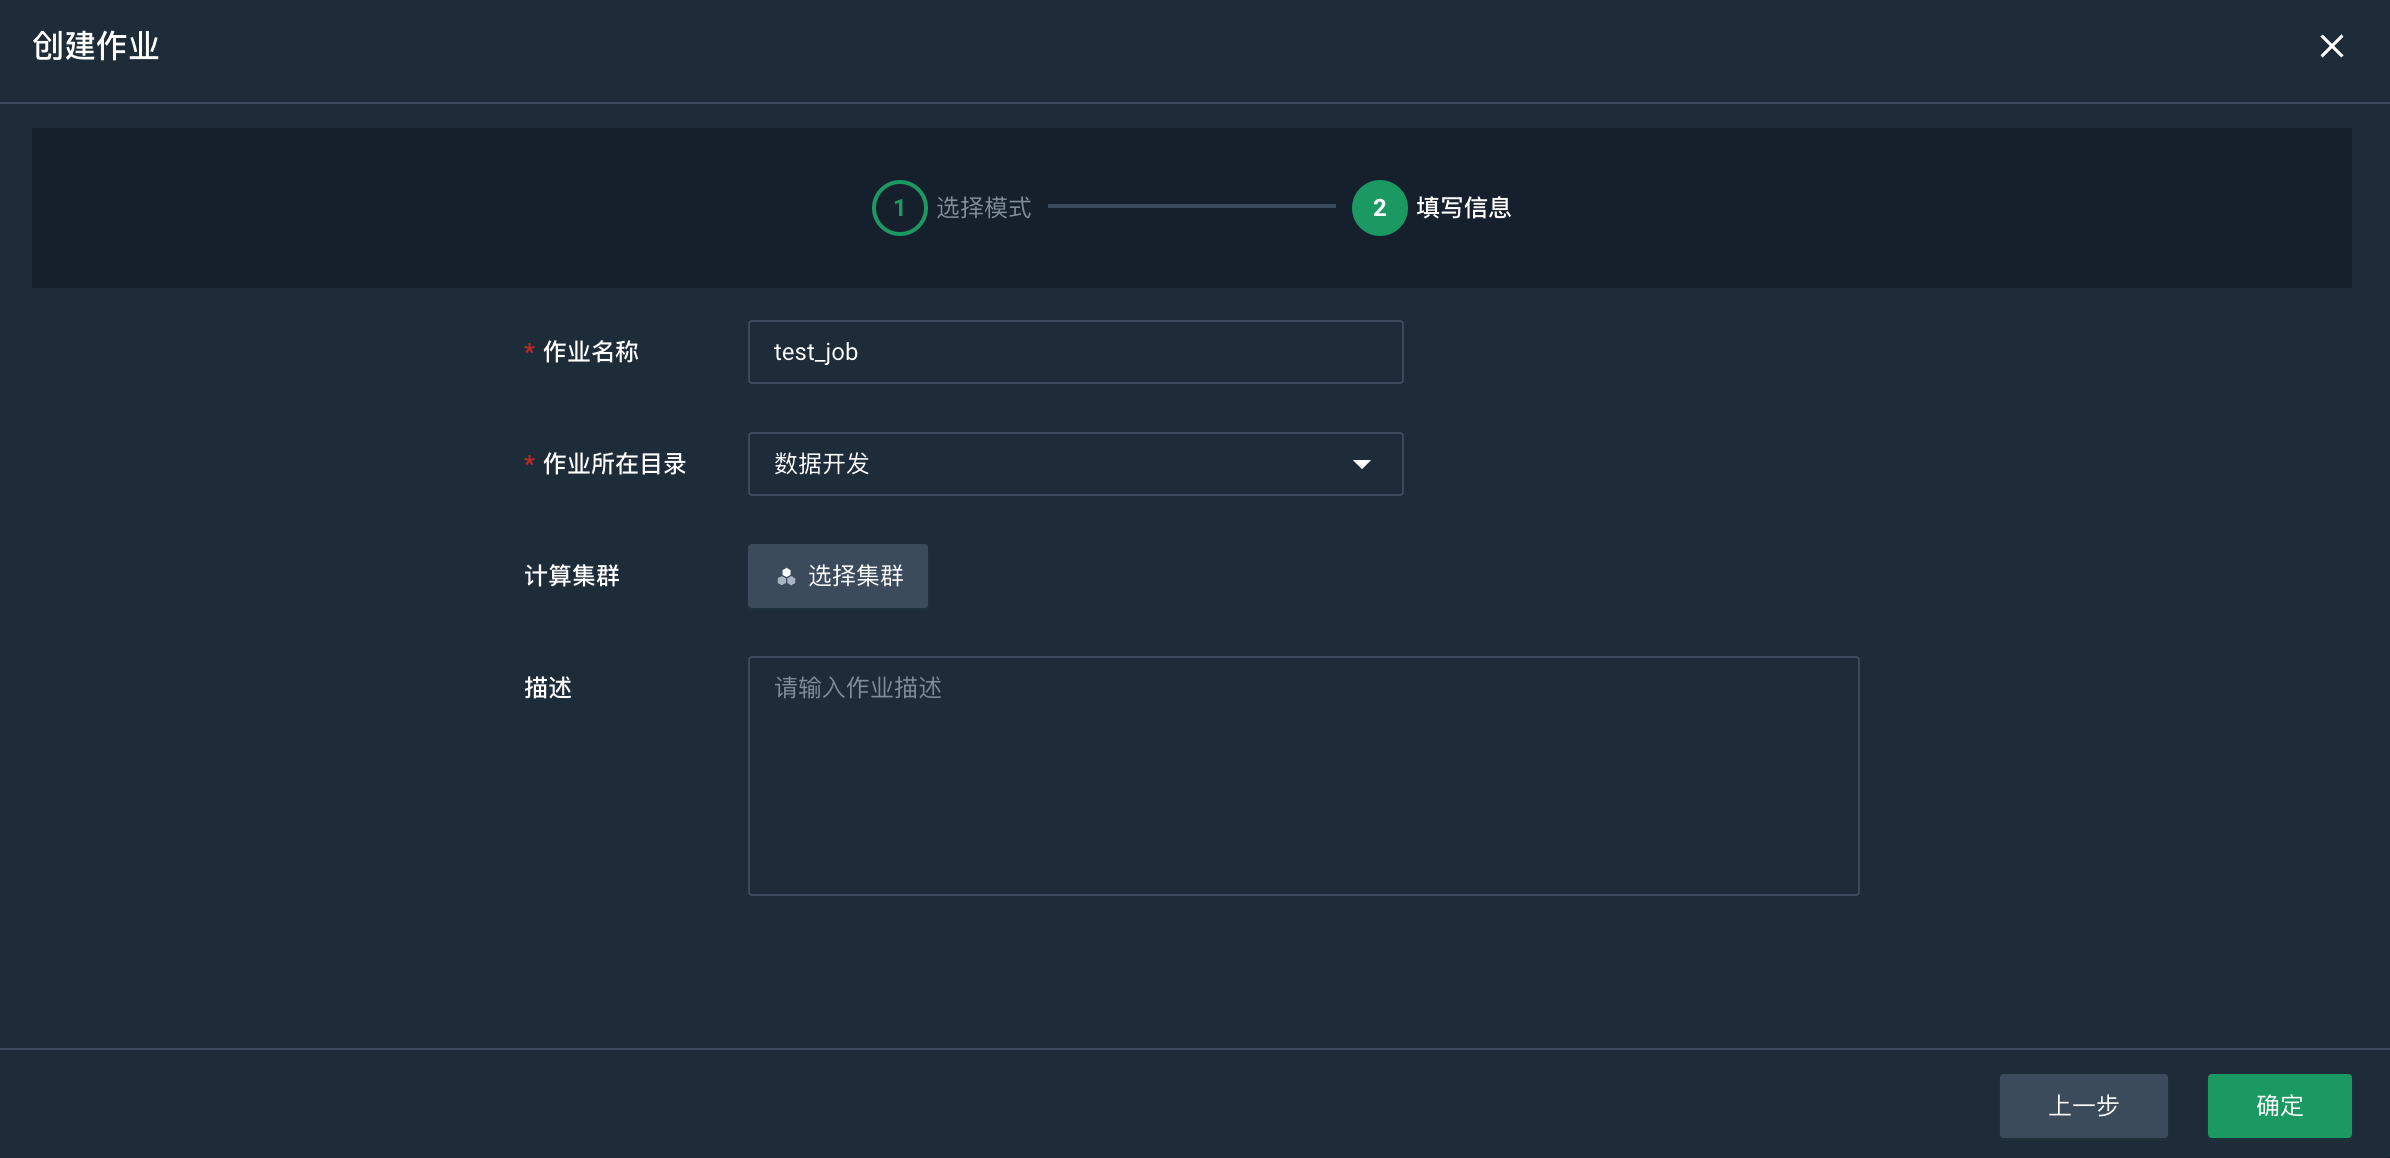 创建作业
1 选择模式 2 填写信息
* 作业名称 test_job
* 作业所在目录 数据开发
计算集群 选择集群
描述 请输入作业描述
上一步 确定